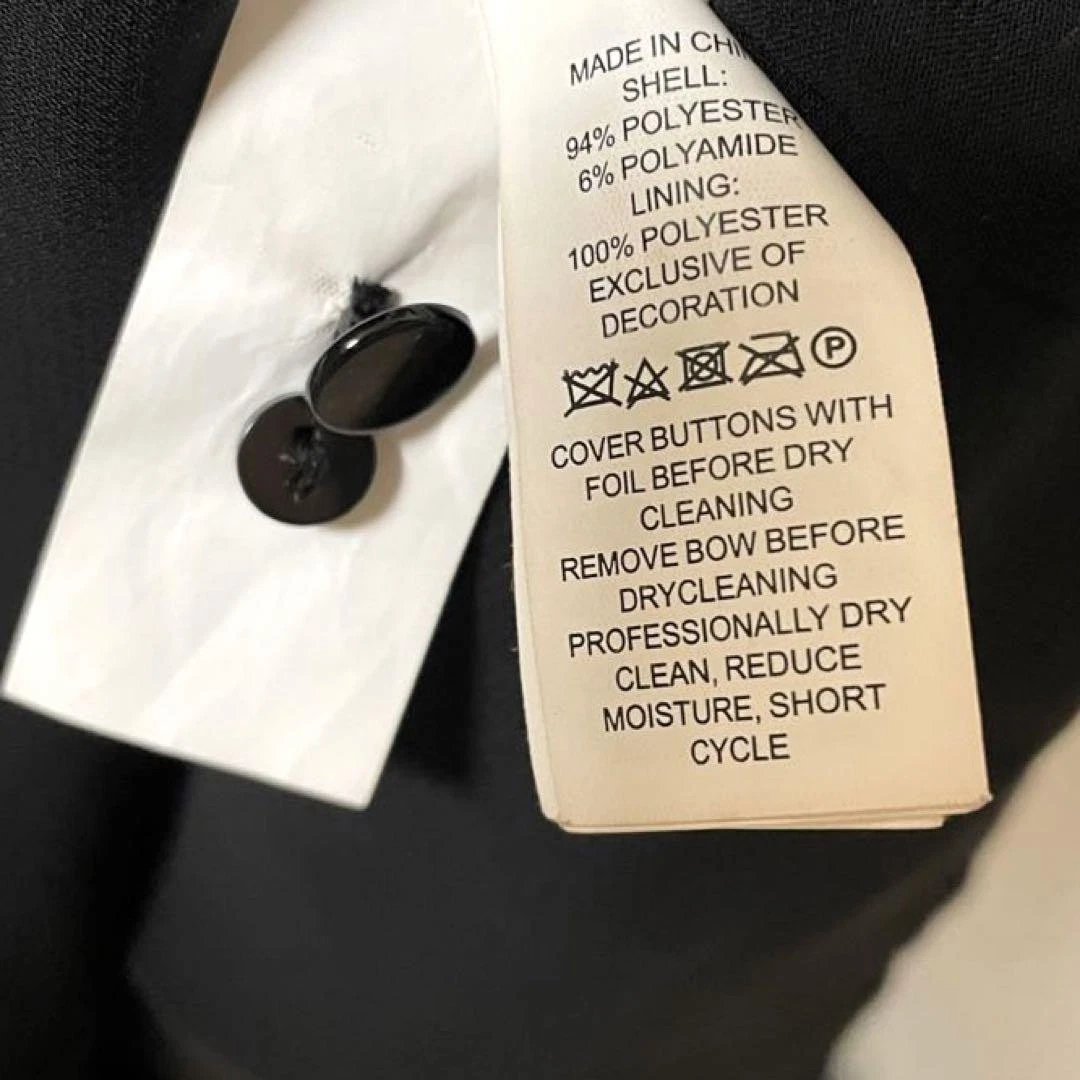 MADE IN
SHELL:
94% POLYESTER
6% POLYAMIDE
LINING:
100% POLYESTER
EXCLUSIVE OF
DECORATION
P
COVER BUTTONS WITH
FOIL BEFORE DRY
CLEANING
REMOVE BOW BEFORE
DRYCLEANING
PROFESSIONALLY DRY
CLEAN, REDUCE
MOISTURE, SHORT
CYCLE